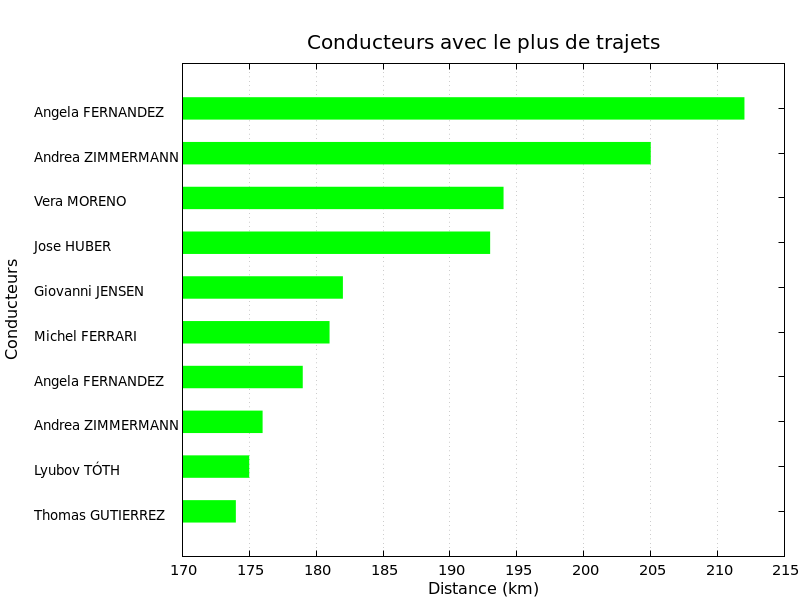 Conducteurs avec le plus de trajets
Angela FERNANDEZ
Andrea ZIMMERMANN
Vera MORENO
Jose HUBER
Giovanni JENSEN
Michel FERRARI
Angela FERNANDEZ
Andrea ZIMMERMANN
Lyubov TÓTH
Thomas GUTIERREZ
Conducteurs
170 175 180 185 190 195 200 205 210 215
Distance (km)